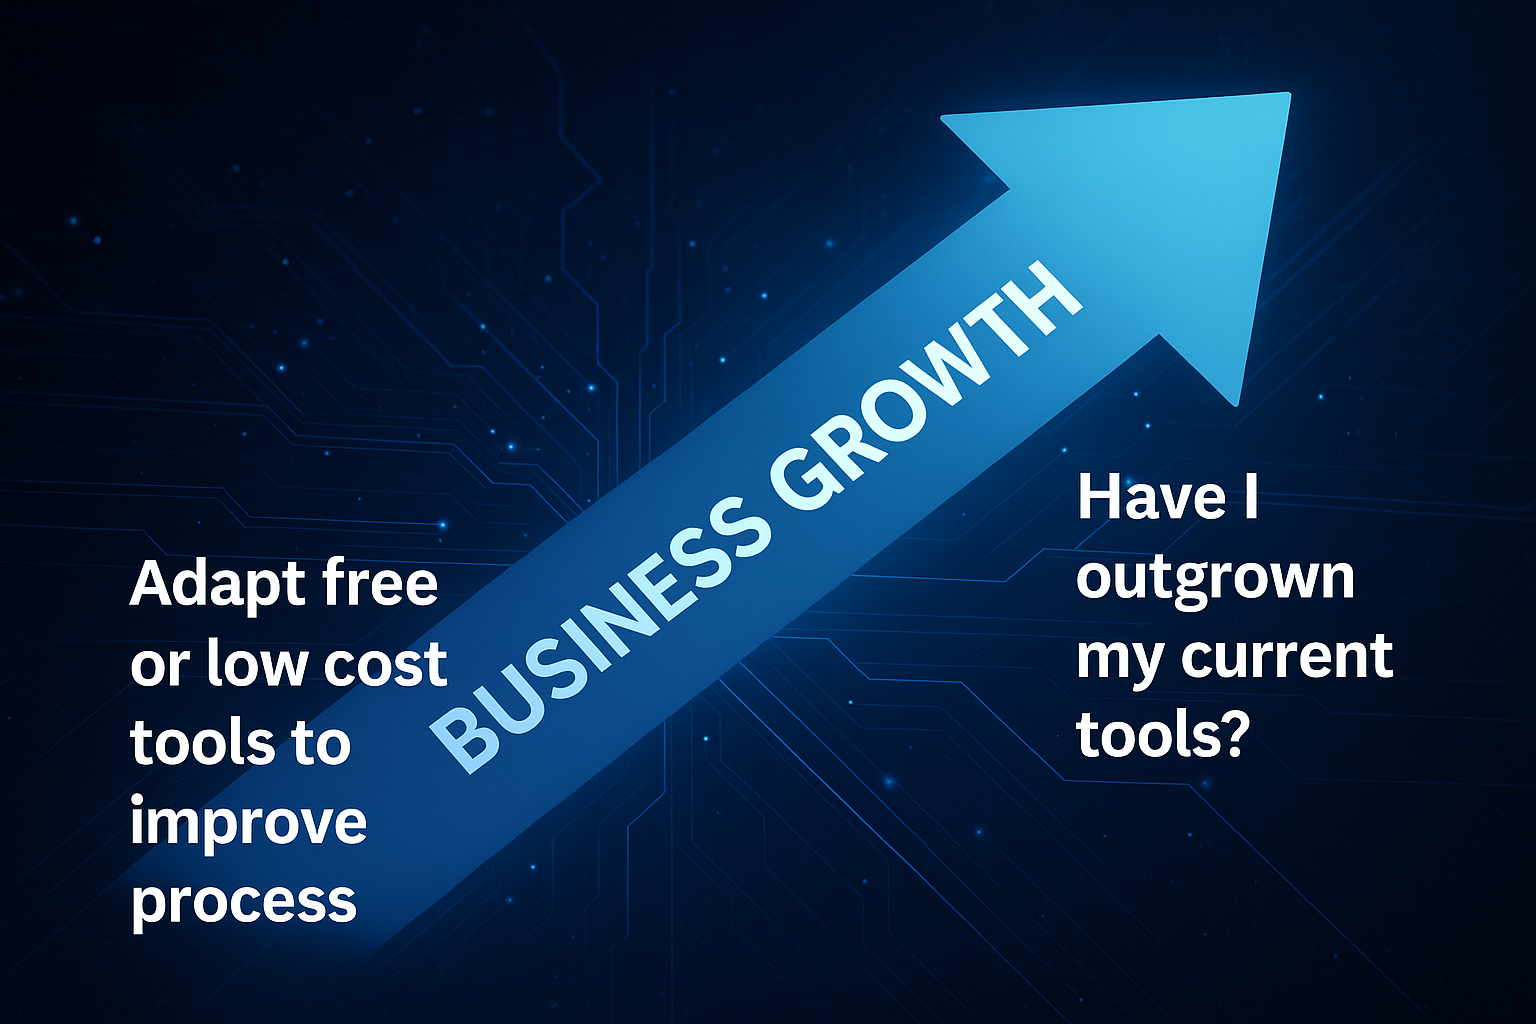 BUSINESS GROWTH
Adapt free
or low cost
tools to
improve
process
Have I
outgrown
my current
tools?